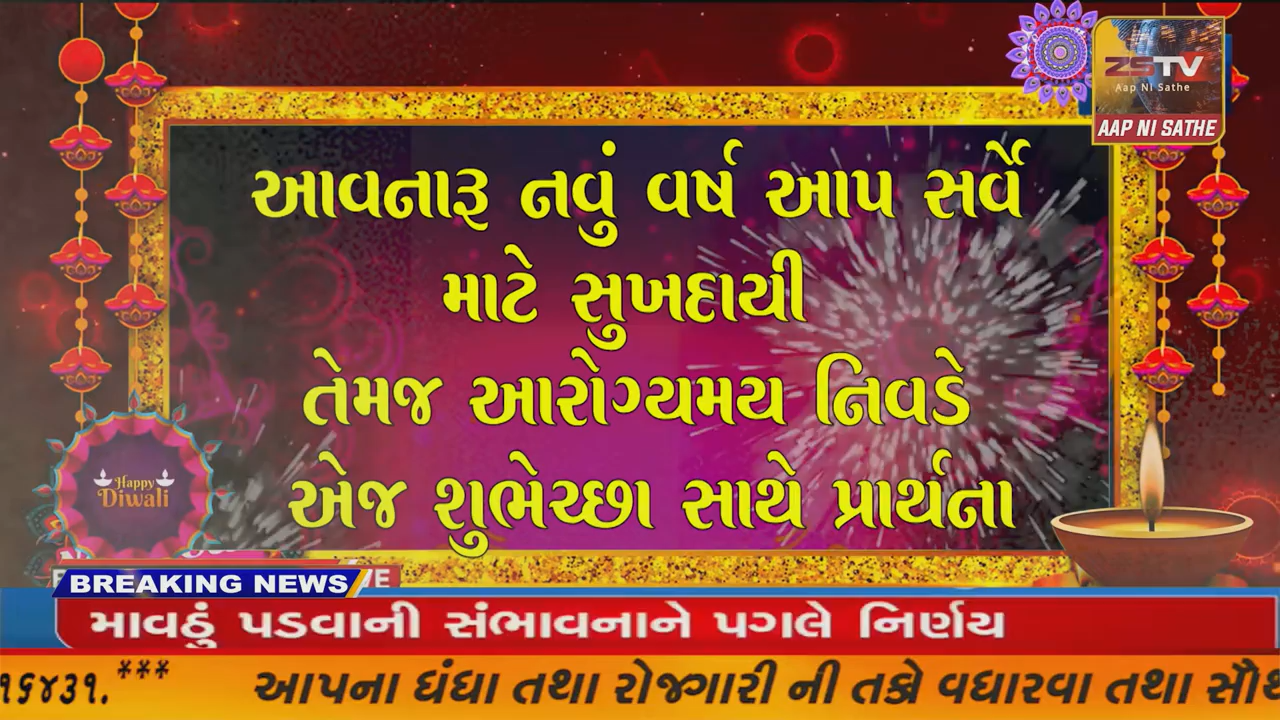 ZSTV
Aap Ni Sathe
AAP NI SATHE
આવનારૂ નવું વર્ષ આપ સર્વે
માટે સુખદાયી
તેમજ આરોગ્યમય નિવડે
એજ શુભેચ્છા સાથે પ્રાર્થના
Happy
Diwali
BREAKING NEWS
માવઠું પડવાની સંભાવનાને પગલે નિર્ણય
૧૬૪૩૧.*** આપના ધંધા તથા રોજગારી ની તકો વધારવા તથા